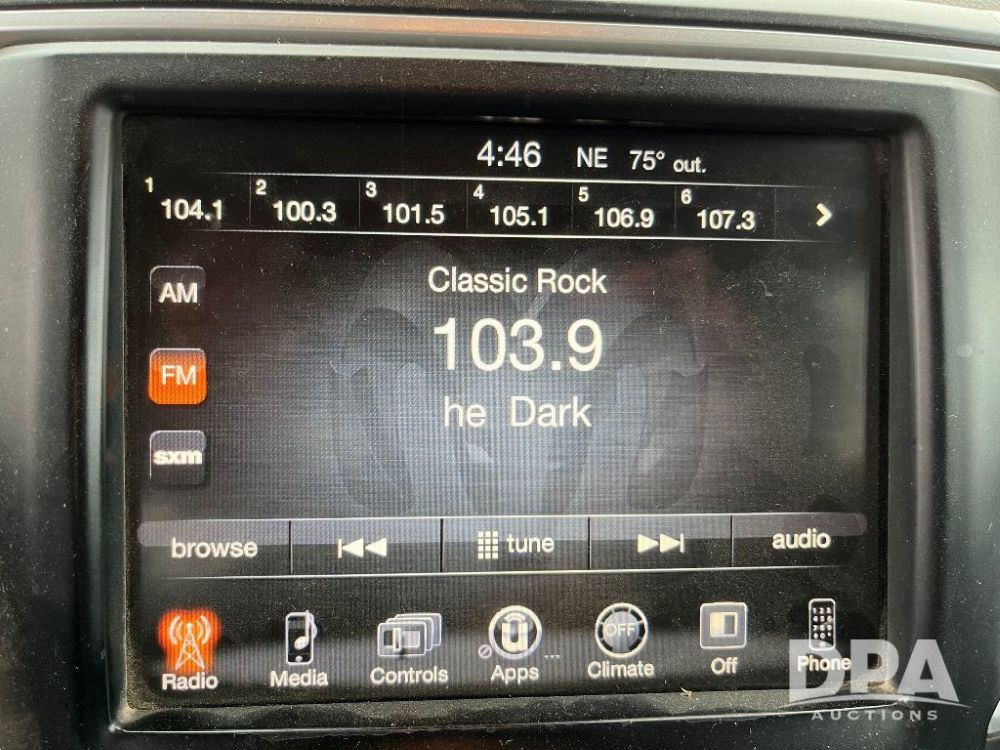 4:46 NE 75° out.
1 104.1 2 100.3 3 101.5 4 105.1 5 106.9 6 107.3
AM
Classic Rock
103.9
FM
he Dark
sxm
browse tune audio
OFF
Radio Media Controls Apps Climate Off Phone
DPA
AUCTIONS